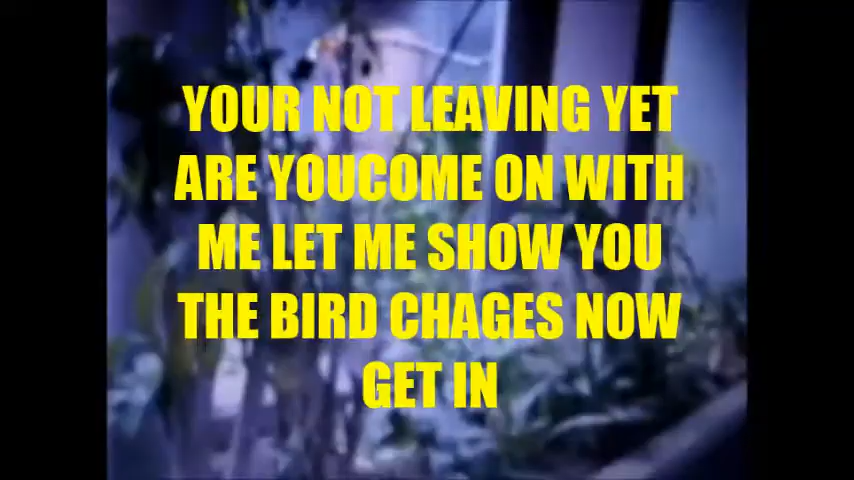 YOUR NOT LEAVING YET
ARE YOUCOME ON WITH
ME LET ME SHOW YOU
THE BIRD CHAGES NOW
GET IN